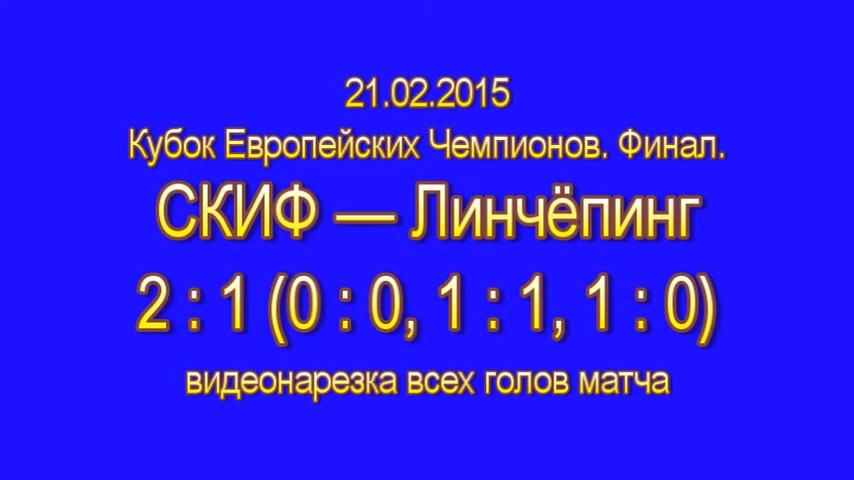 21.02.2015
Кубок Европейских Чемпионов. Финал.
СКИФ — Линчёпинг
2 : 1 (0 : 0, 1 : 1, 1 : 0)
видеонарезка всех голов матча